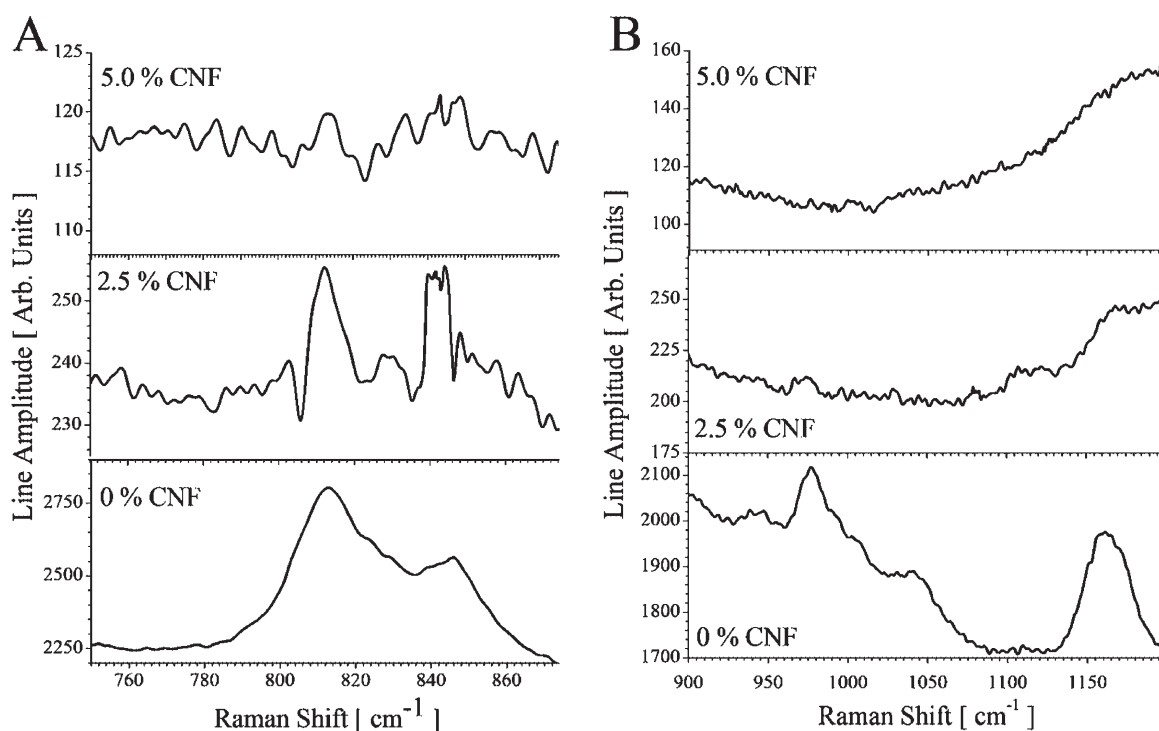 A
125
5.0 % CNF
120
115
110
2.5 % CNF
250
240
230
0 % CNF
2750
2500
2250
760 780 800 820 840 860
Raman Shift [ cm-1 ]
Line Amplitude [ Arb. Units ]
B
160
5.0 % CNF
150
120
100
250
225
200
2.5 % CNF
175
2100
2000
1900
1800
0 % CNF
1700
900 950 1000 1050 1100 1150
Raman Shift [ cm-1 ]
Line Amplitude [ Arb. Units ]